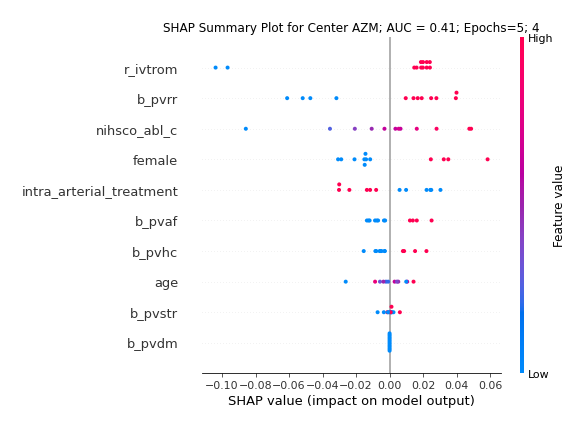 SHAP Summary Plot for Center AZM; AUC = 0.41; Epochs=5; 4
High
r_ivtrom
b_pvrr
nihsco_abl_c
female
intra_arterial_treatment
b_pvaf
b_pvhc
age
b_pvstr
b_pvdm
Feature value
Low
−0.10 −0.08 −0.06 −0.04 −0.02 0.00 0.02 0.04 0.06
SHAP value (impact on model output)